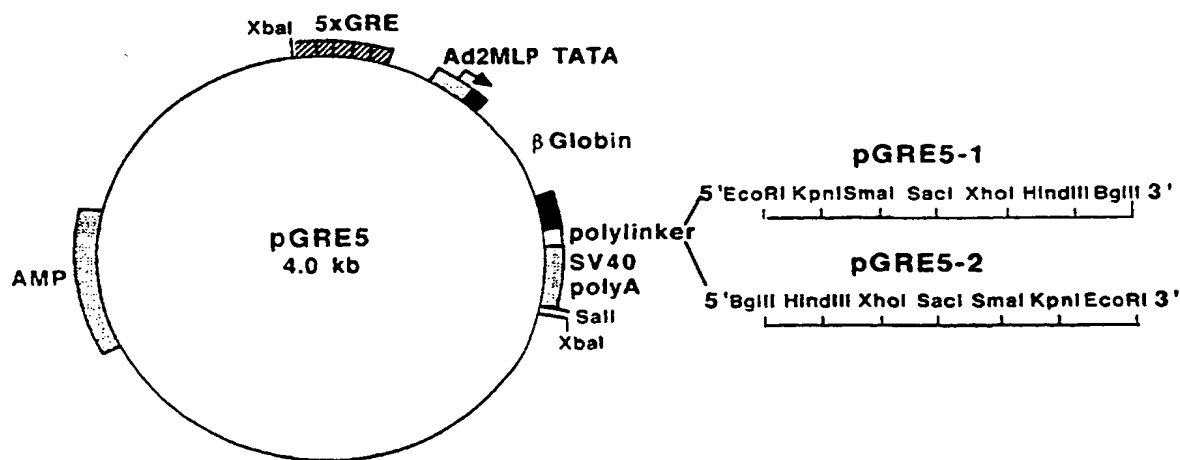 XbaI
5xGRE
Ad2MLP TATA
β Globin
pGRE5
4.0 kb
AMP
polylinker
SV40
polyA
SalI
XbaI
pGRE5-1
5'EcoRI KpnI SmaI SacI XhoI HindIII BglII 3'
pGRE5-2
5'BglII HindIII XhoI SacI SmaI KpnI EcoRI 3'